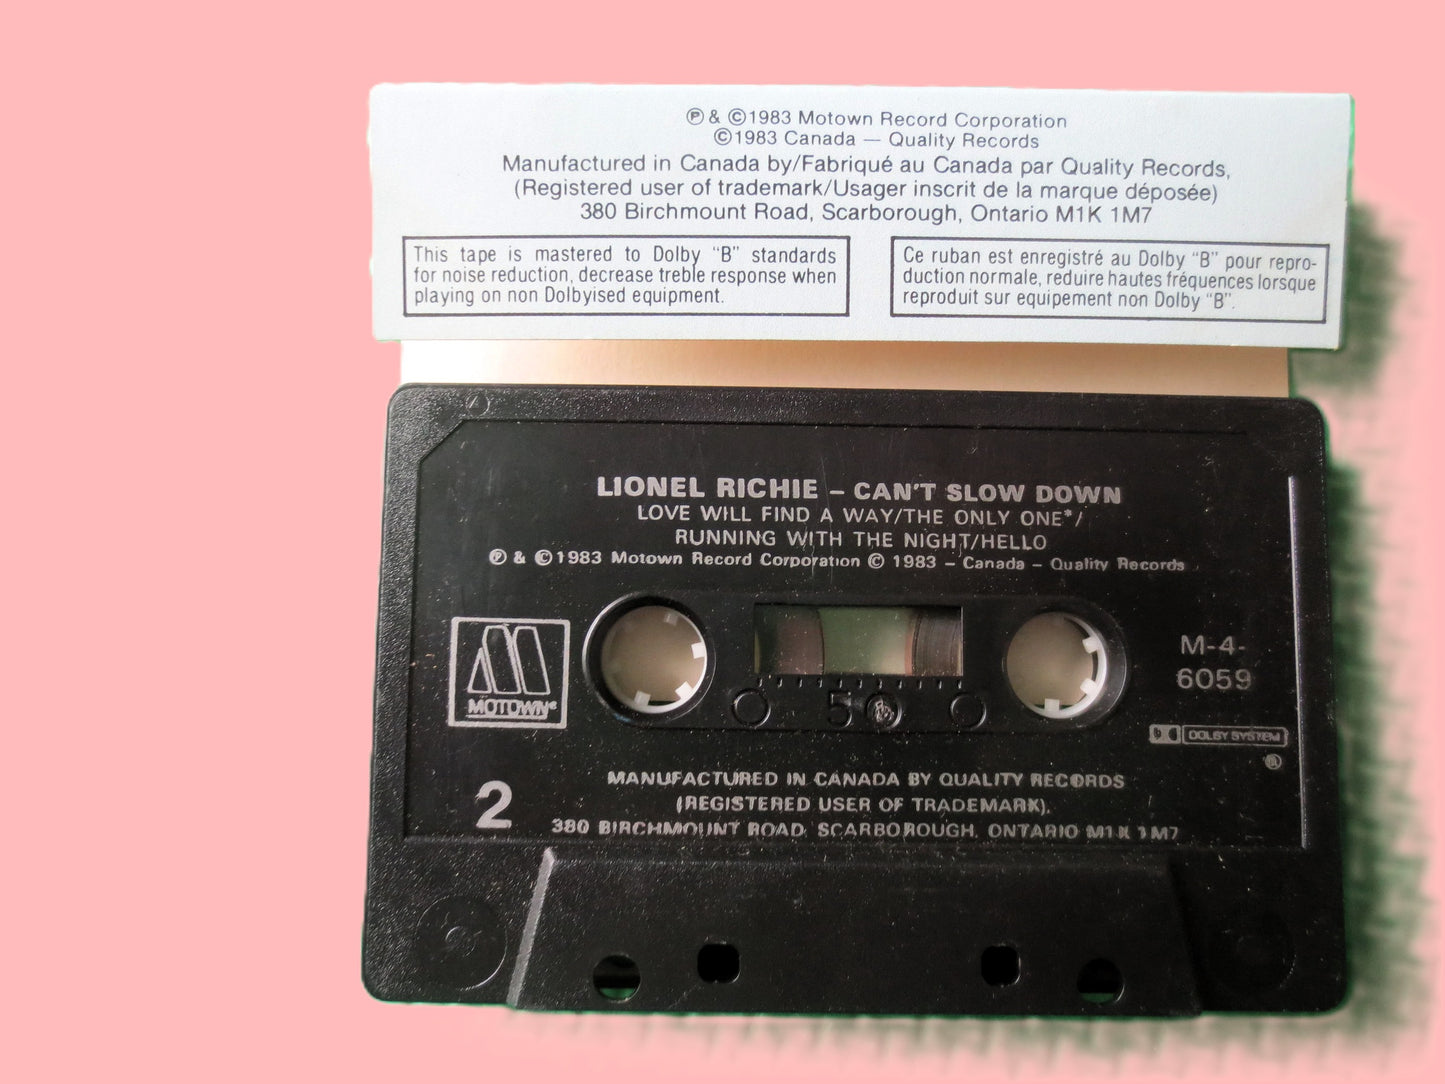 ℗ & ©1983 Motown Record Corporation
©1983 Canada — Quality Records
Manufactured in Canada by/Fabriqué au Canada par Quality Records,
(Registered user of trademark/Usager inscrit de la marque déposée)
380 Birchmount Road, Scarborough, Ontario M1K 1M7
This tape is mastered to Dolby "B" standards
for noise reduction, decrease treble response when
playing on non Dolbyised equipment.
Ce ruban est enregistré au Dolby "B" pour repro-
duction normale, reduire hautes fréquences lorsque
reproduit sur equipement non Dolby "B".
LIONEL RICHIE – CAN'T SLOW DOWN
LOVE WILL FIND A WAY/THE ONLY ONE*/
RUNNING WITH THE NIGHT/HELLO
℗ & ©1983 Motown Record Corporation © 1983 – Canada – Quality Records
MOTOWN®
M-4-
6059
50
DOLBY SYSTEM
®
2
MANUFACTURED IN CANADA BY QUALITY RECORDS
(REGISTERED USER OF TRADEMARK).
380 BIRCHMOUNT ROAD, SCARBOROUGH, ONTARIO M1K 1M7